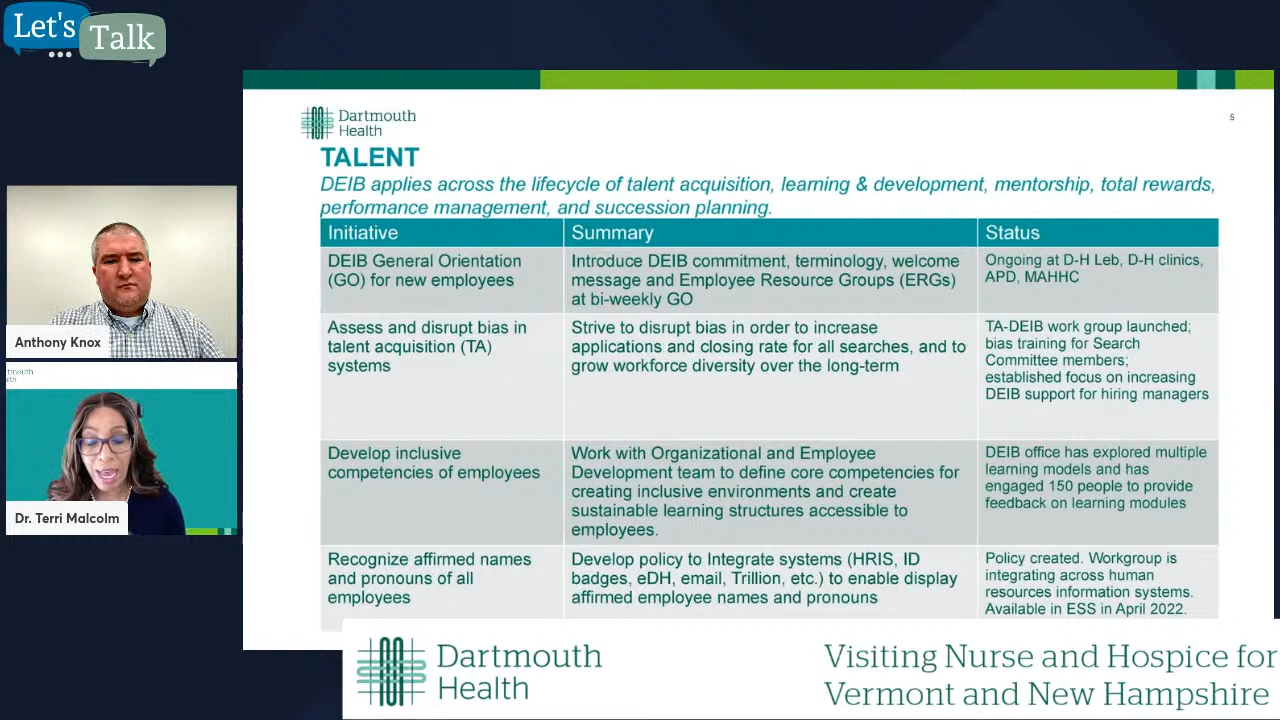 Let's
Talk
Dartmouth
Health
5
TALENT
DEIB applies across the lifecycle of talent acquisition, learning & development, mentorship, total rewards,
performance management, and succession planning.
Initiative
Summary
Status
DEIB General Orientation
(GO) for new employees
Introduce DEIB commitment, terminology, welcome
message and Employee Resource Groups (ERGs)
at bi-weekly GO
Ongoing at D-H Leb, D-H clinics,
APD, MAHHC
Assess and disrupt bias in
talent acquisition (TA)
systems
Strive to disrupt bias in order to increase
applications and closing rate for all searches, and to
grow workforce diversity over the long-term
TA-DEIB work group launched;
bias training for Search
Committee members;
established focus on increasing
DEIB support for hiring managers
Develop inclusive
competencies of employees
Work with Organizational and Employee
Development team to define core competencies for
creating inclusive environments and create
sustainable learning structures accessible to
employees.
DEIB office has explored multiple
learning models and has
engaged 150 people to provide
feedback on learning modules
Recognize affirmed names
and pronouns of all
employees
Develop policy to Integrate systems (HRIS, ID
badges, eDH, email, Trillion, etc.) to enable display
affirmed employee names and pronouns
Policy created. Workgroup is
integrating across human
resources information systems.
Available in ESS in April 2022.
Anthony Knox
tmouth
lth
Dr. Terri Malcolm
Dartmouth
Health
Visiting Nurse and Hospice for
Vermont and New Hampshire